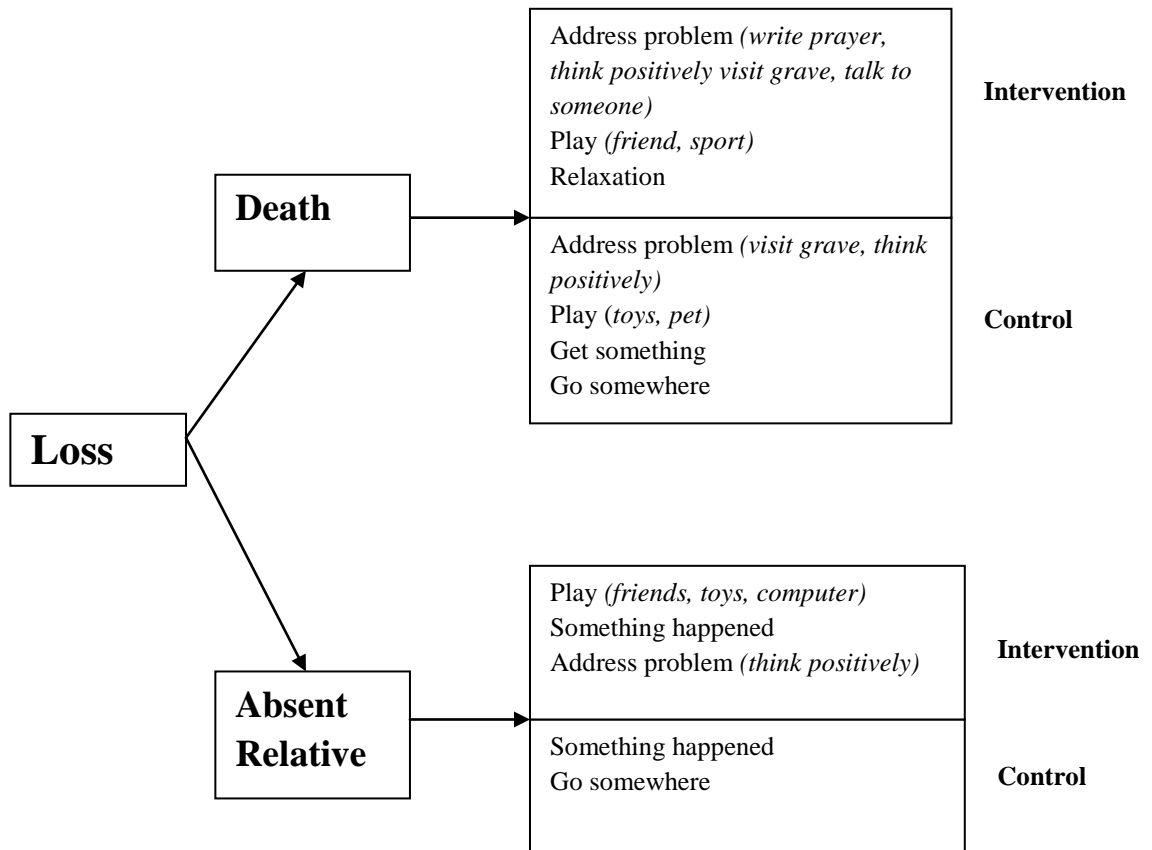 Address problem (write prayer,
think positively visit grave, talk to
someone)
Play (friend, sport)
Relaxation
Intervention
Death
Address problem (visit grave, think
positively)
Play (toys, pet)
Get something
Go somewhere
Control
Loss
Play (friends, toys, computer)
Something happened
Address problem (think positively)
Intervention
Absent
Relative
Something happened
Go somewhere
Control